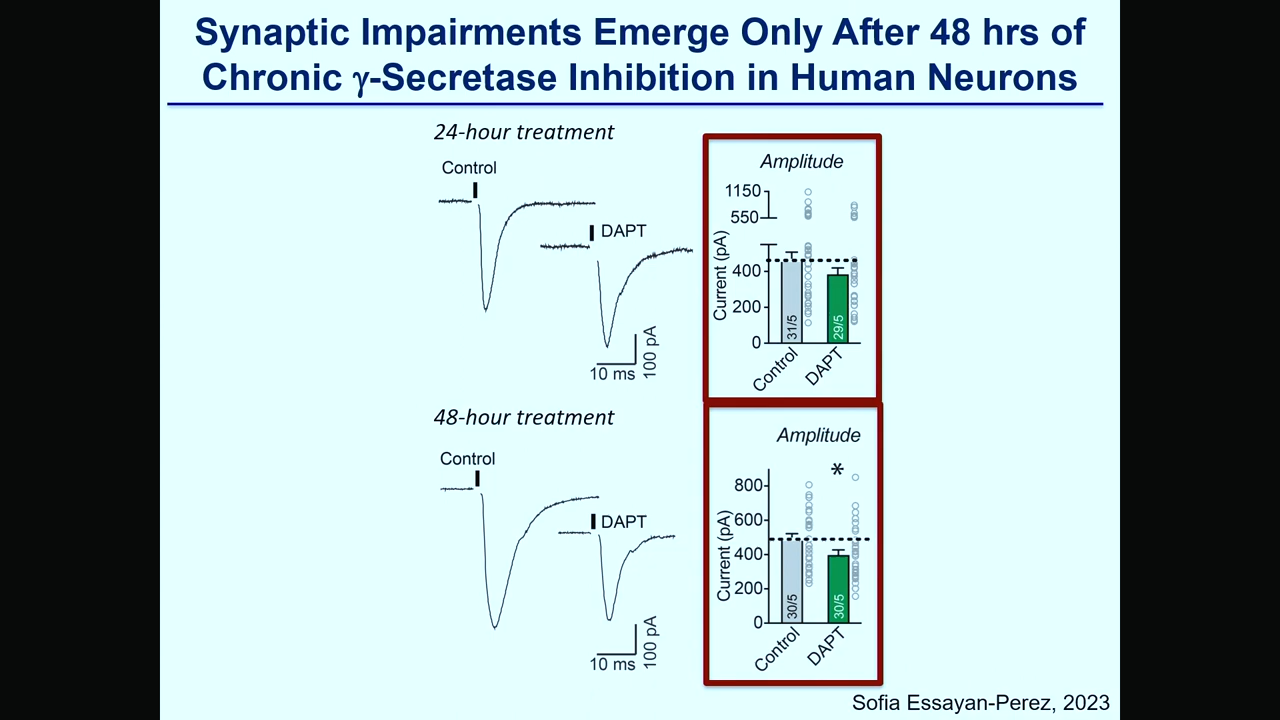 Synaptic Impairments Emerge Only After 48 hrs of
Chronic γ-Secretase Inhibition in Human Neurons
24-hour treatment
Control
DAPT
10 ms
100 pA
Amplitude
Current (pA)
1150
550
400
200
0
31/5
29/5
Control
DAPT
48-hour treatment
Control
DAPT
10 ms
100 pA
Amplitude
*
Current (pA)
800
600
400
200
0
30/5
30/5
Control
DAPT
Sofia Essayan-Perez, 2023